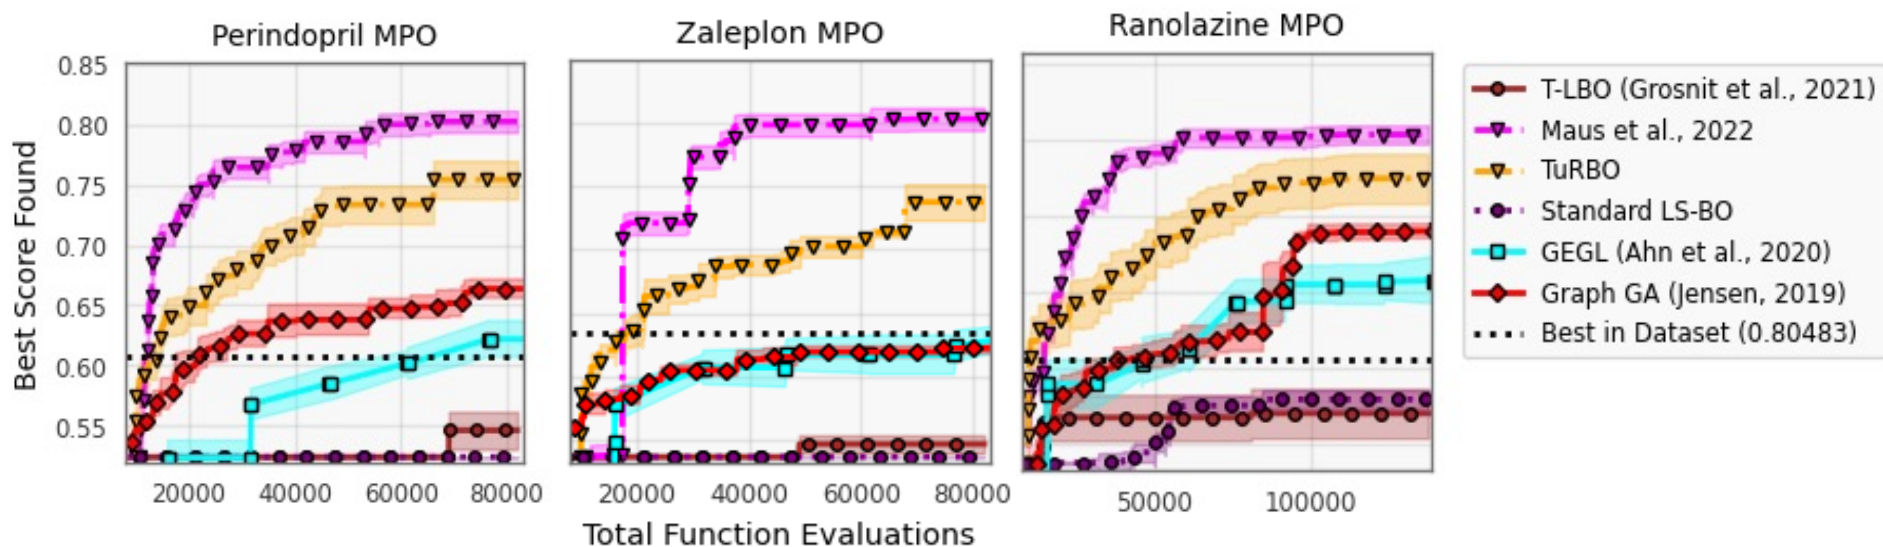 Perindopril MPO
Zaleplon MPO
Ranolazine MPO
Best Score Found
0.85
0.80
0.75
0.70
0.65
0.60
0.55
20000 40000 60000 80000
20000 40000 60000 80000
50000 100000
Total Function Evaluations
T-LBO (Grosnit et al., 2021)
Maus et al., 2022
TuRBO
Standard LS-BO
GEGL (Ahn et al., 2020)
Graph GA (Jensen, 2019)
Best in Dataset (0.80483)